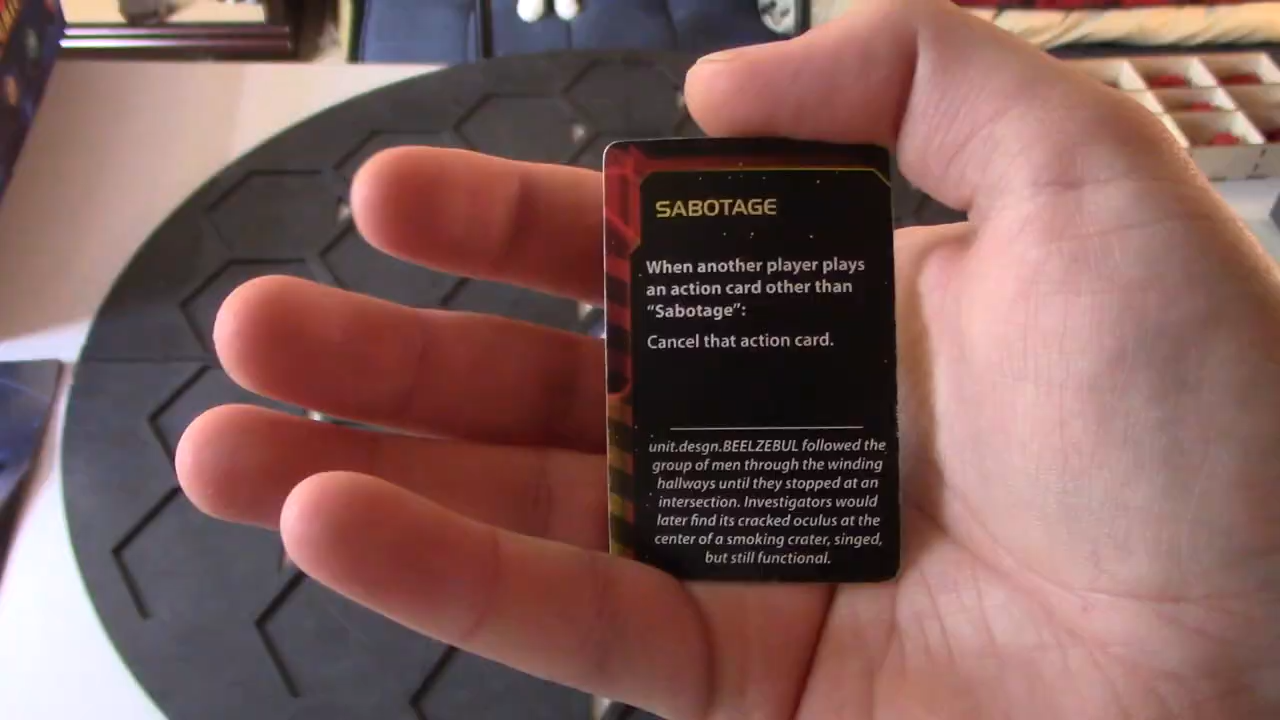 SABOTAGE
When another player plays
an action card other than
“Sabotage”:
Cancel that action card.
unit.desgn.BEELZEBUL followed the
group of men through the winding
hallways until they stopped at an
intersection. Investigators would
later find its cracked oculus at the
center of a smoking crater, singed,
but still functional.